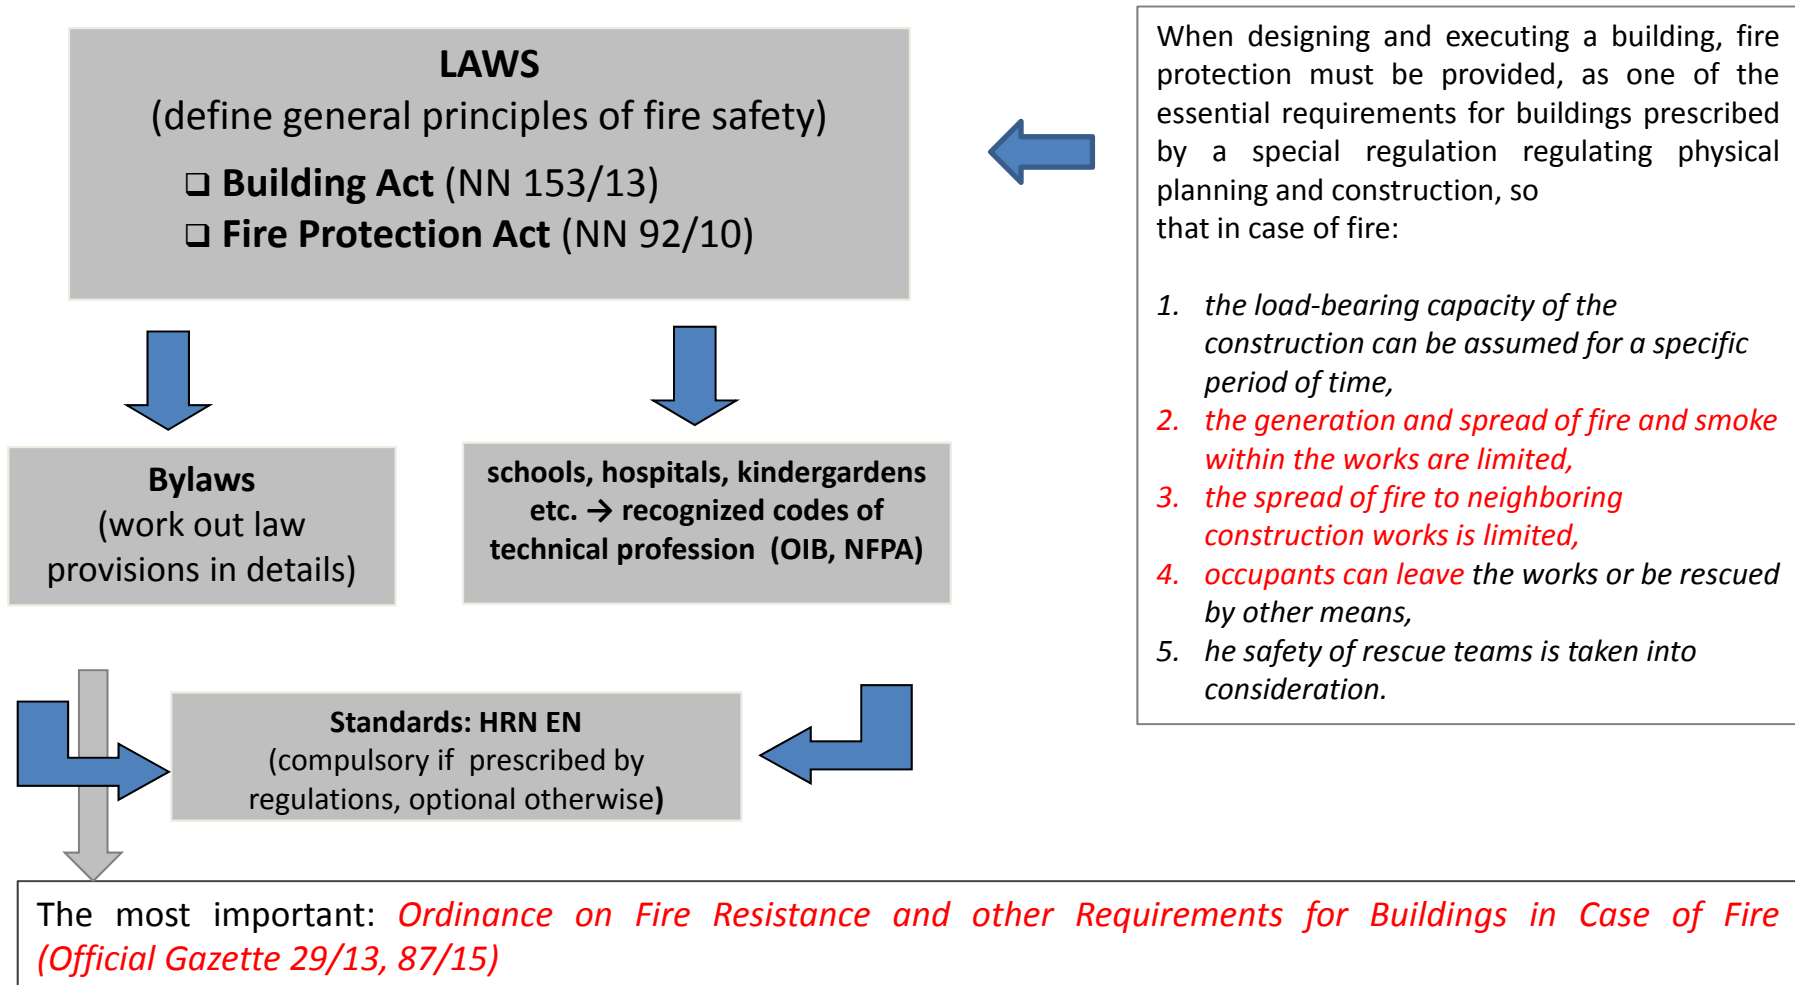 LAWS
(define general principles of fire safety)
❑ Building Act (NN 153/13)
❑ Fire Protection Act (NN 92/10)
When designing and executing a building, fire
protection must be provided, as one of the
essential requirements for buildings prescribed
by a special regulation regulating physical
planning and construction, so
that in case of fire:
1. the load-bearing capacity of the
construction can be assumed for a specific
period of time,
2. the generation and spread of fire and smoke
within the works are limited,
3. the spread of fire to neighboring
construction works is limited,
4. occupants can leave the works or be rescued
by other means,
5. he safety of rescue teams is taken into
consideration.
Bylaws
(work out law
provisions in details)
schools, hospitals, kindergardens
etc. → recognized codes of
technical profession (OIB, NFPA)
Standards: HRN EN
(compulsory if prescribed by
regulations, optional otherwise)
The most important: Ordinance on Fire Resistance and other Requirements for Buildings in Case of Fire
(Official Gazette 29/13, 87/15)